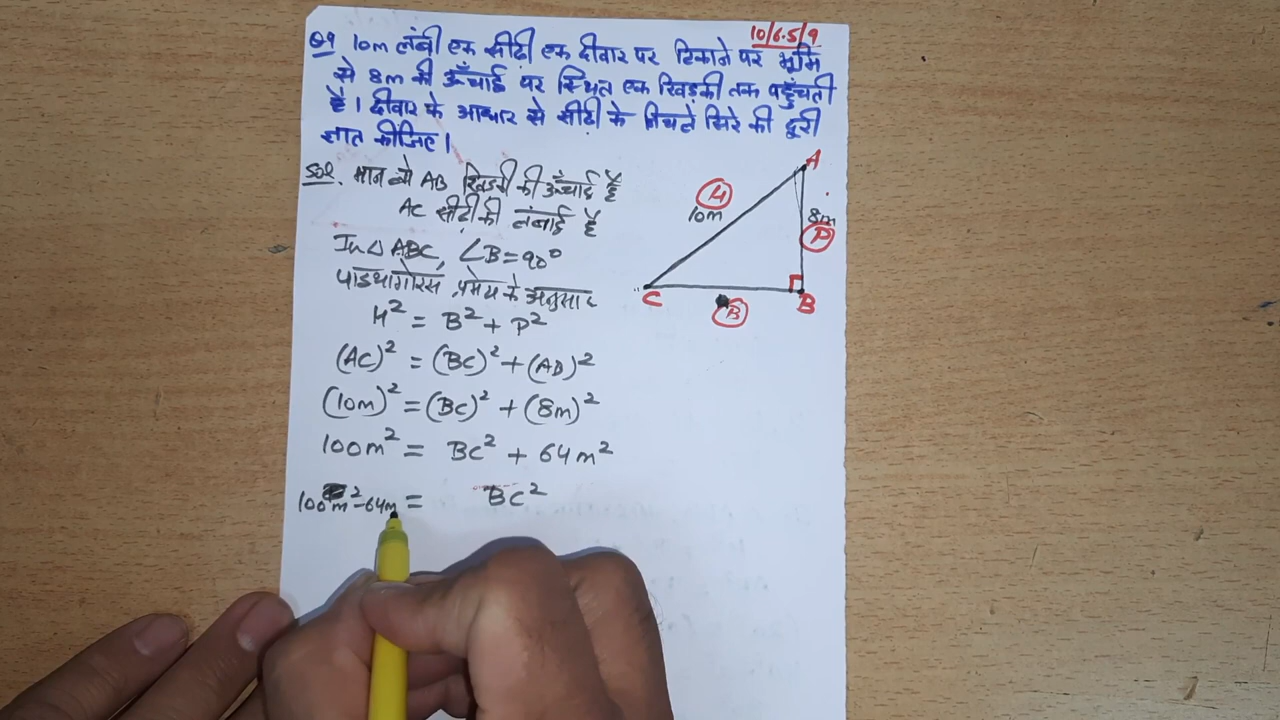 10/6.5/9
Q9 10m लंबी एक सीढ़ी एक दीवार पर टिकाने पर भूमि
से 8m की ऊँचाई पर स्थित एक खिड़की तक पहुँचती
है। दीवार के आधार से सीढ़ी के निचले सिरे की दूरी
ज्ञात कीजिए।
Sol. मान लो AB खिड़की की ऊँचाई है
AC सीढ़ी की लंबाई है
In △ ABC, ∠B=90°
पाइथागोरस प्रमेय के अनुसार
H² = B² + P²
(AC)² = (BC)² + (AB)²
(10m)² = (BC)² + (8m)²
100m² = BC² + 64m²
100m²-64m = BC²
A
H
10m
8m
P
C
B
B